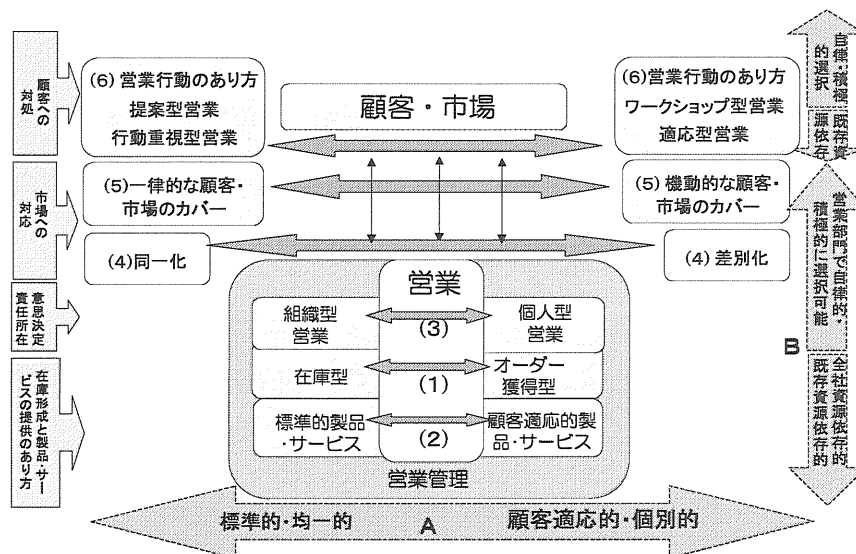 顧客への
対処
(6) 営業行動のあり方
提案型営業
行動重視型営業
顧客・市場
(6) 営業行動のあり方
ワークショップ型営業
適応型営業
自律・積極
的選択
既存資
源依存
市場への
対応
(5)一律的な顧客・
市場のカバー
(5) 機動的な顧客・
市場のカバー
(4)同一化
(4) 差別化
営業部門で自律的・
積極的に選択可能
意思決定
責任所在
営業
組織型
営業
(3)
個人型
営業
在庫型
(1)
オーダー
獲得型
標準的製品
・サービス
(2)
顧客適応的製
品・サービス
営業管理
B
在庫形成と製品・サー
ビスの提供のあり方
全社資源依存的
既存資源依存的
標準的・均一的
A
顧客適応的・個別的